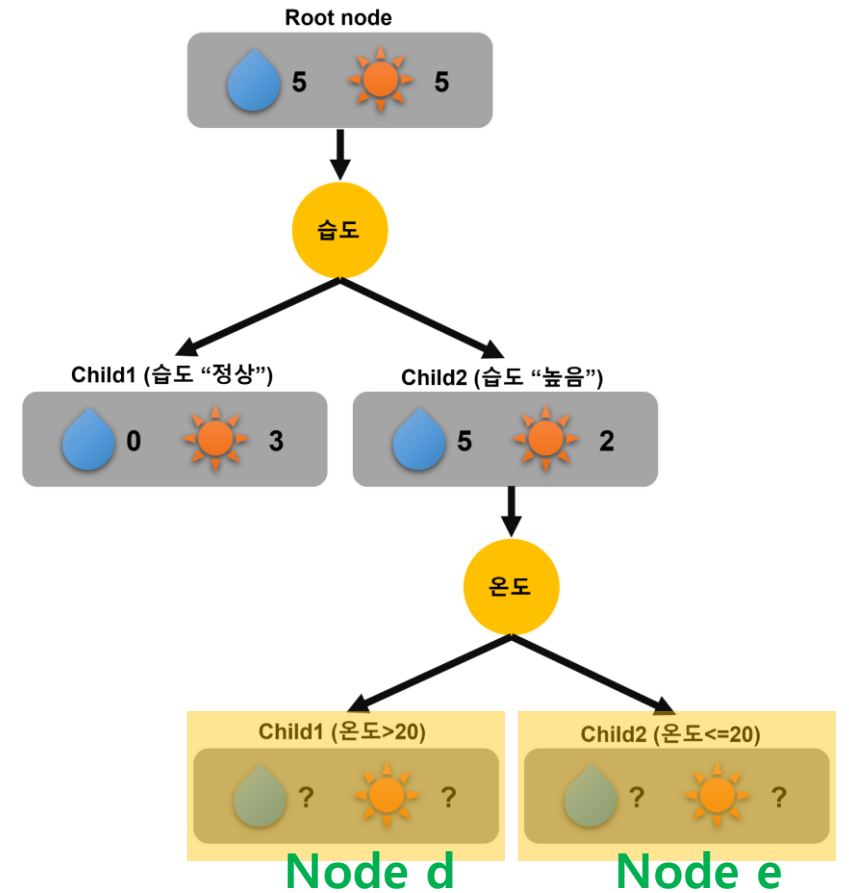 Root node
5 5
습도
Child1 (습도 “정상”)
0 3
Child2 (습도 “높음”)
5 2
온도
Child1 (온도>20)
? ?
Node d
Child2 (온도<=20)
? ?
Node e